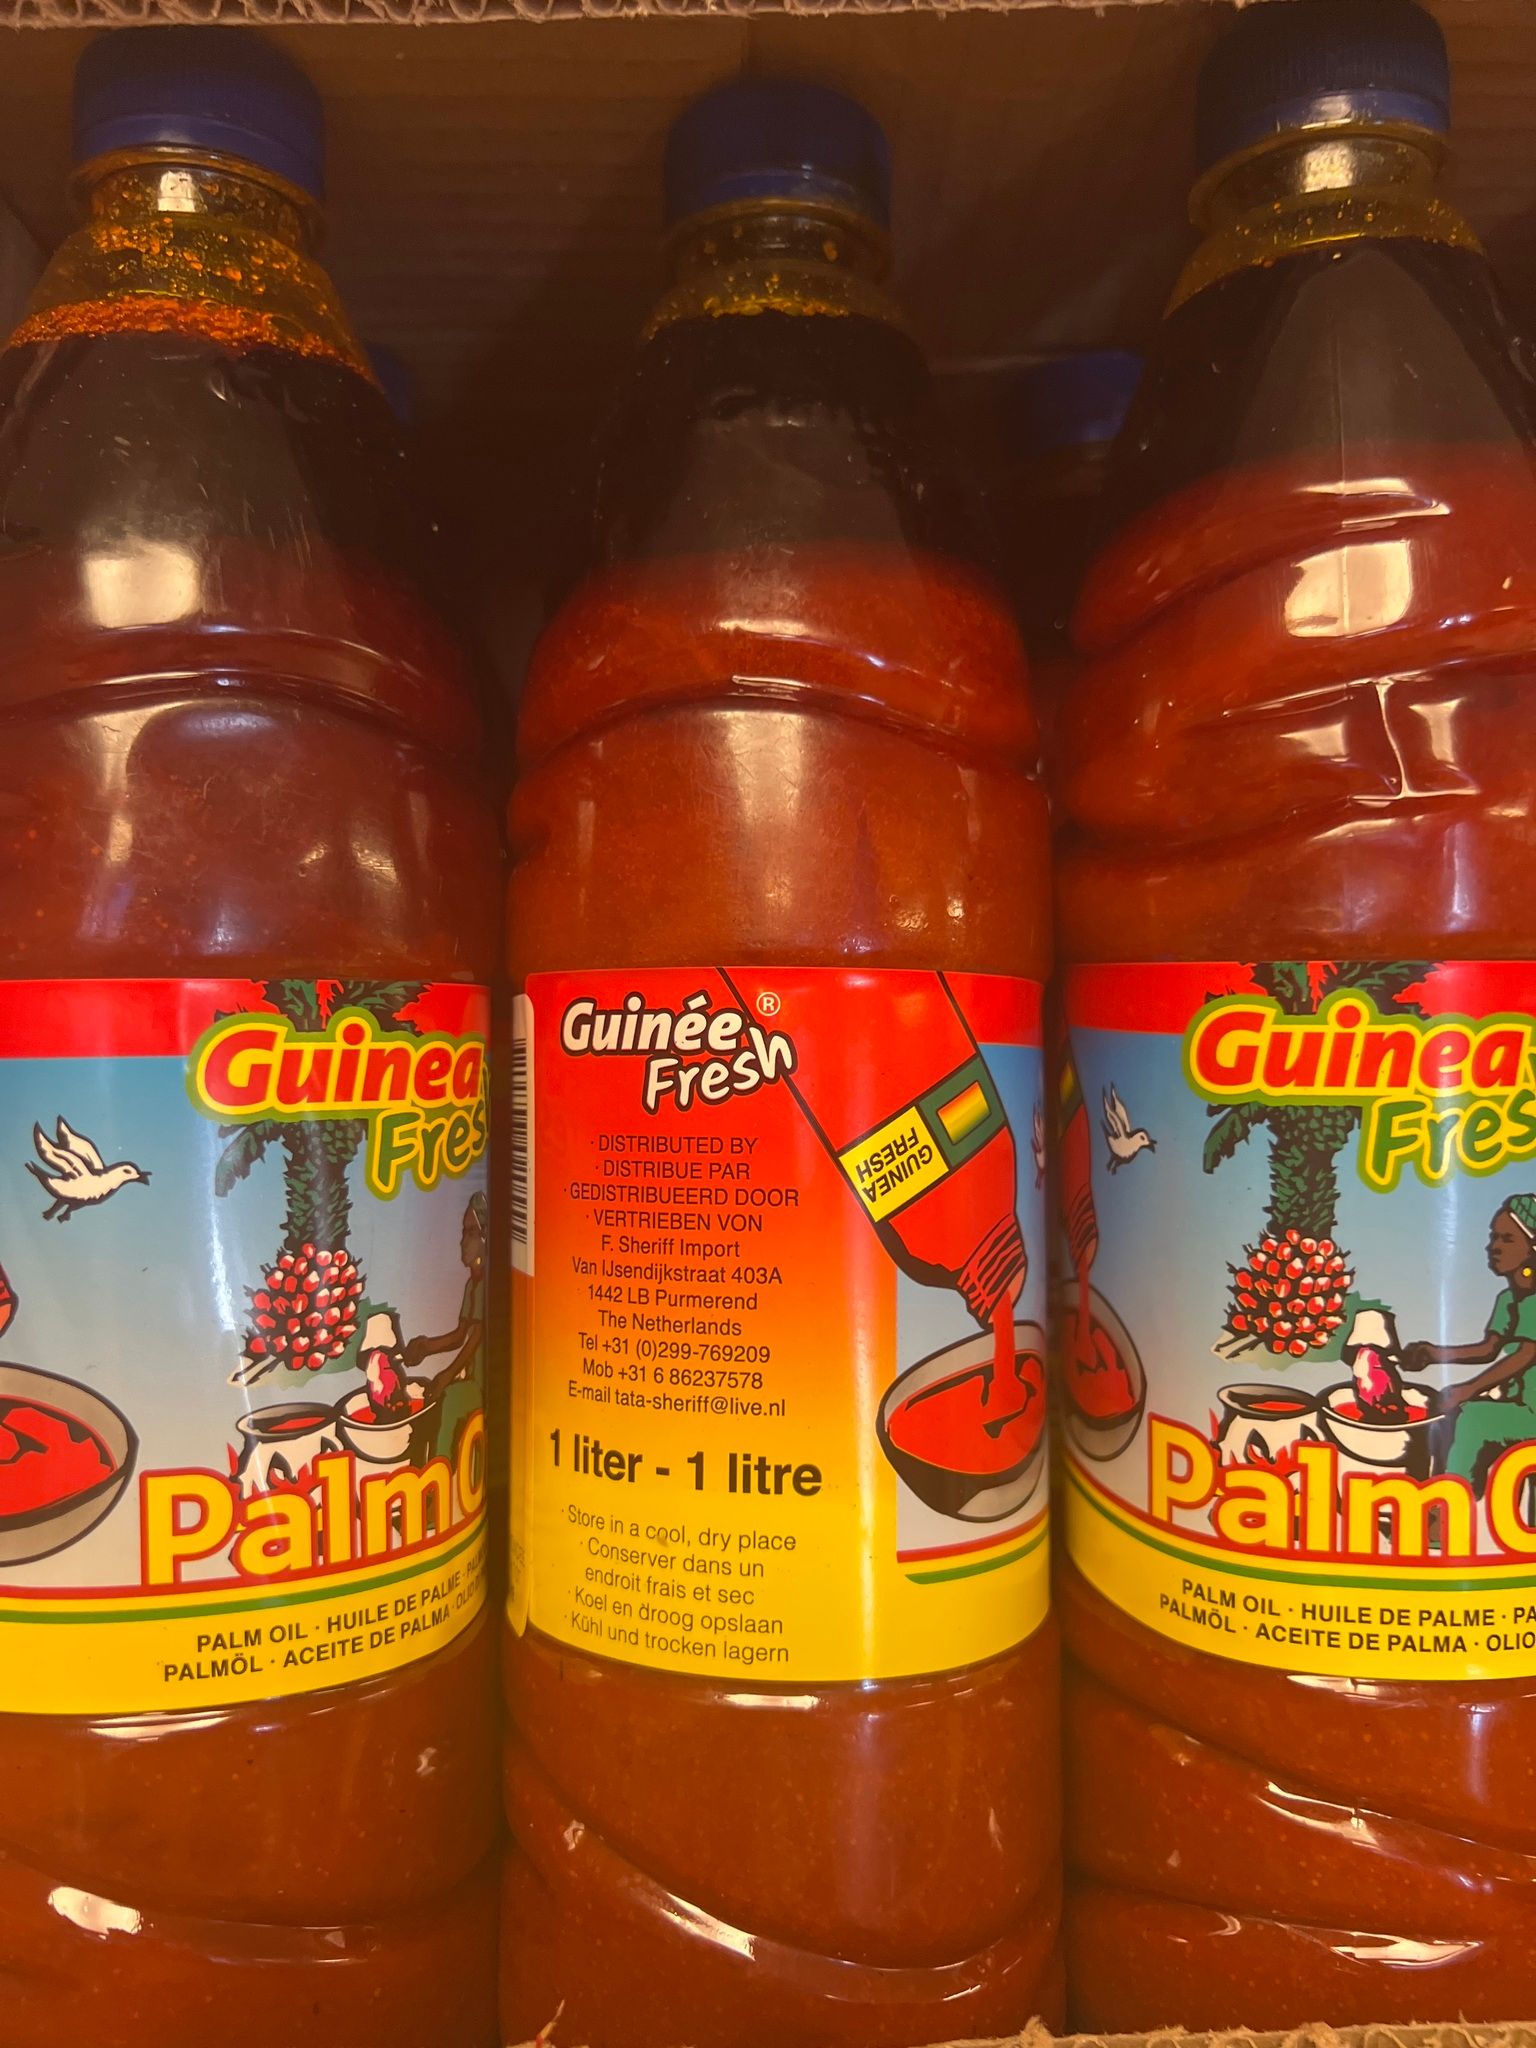 Guinea
Fres
Palm O
PALM OIL · HUILE DE PALME ·
PALMÖL · ACEITE DE PALMA ·
Guinée®
Fresh
GUINEA
FRESH
· DISTRIBUTED BY
· DISTRIBUE PAR
· GEDISTRIBUEERD DOOR
· VERTRIEBEN VON
F. Sheriff Import
Van IJsendijkstraat 403A
1442 LB Purmerend
The Netherlands
Tel +31 (0)299-769209
Mob +31 6 86237578
E-mail tata-sheriff@live.nl
1 liter - 1 litre
· Store in a cool, dry place
· Conserver dans un
endroit frais et sec
· Koel en droog opslaan
· Kühl und trocken lagern
Guinea
Fres
Palm O
PALM OIL · HUILE DE PALME · PA
PALMÖL · ACEITE DE PALMA · OLIO